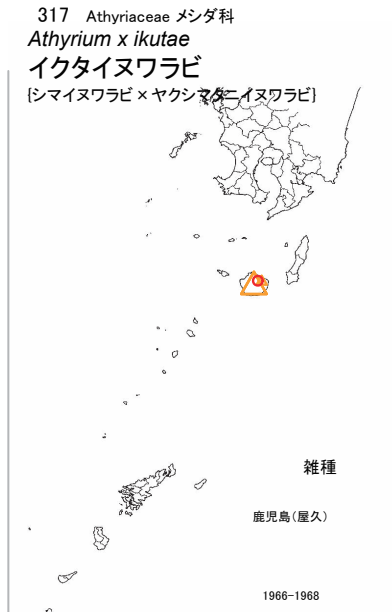 317 Athyriaceae メシダ科
Athyrium x ikutae
イクタイヌワラビ
{シマイヌワラビ × ヤクシマタニイヌワラビ}
雑種
鹿児島(屋久)
1966-1968